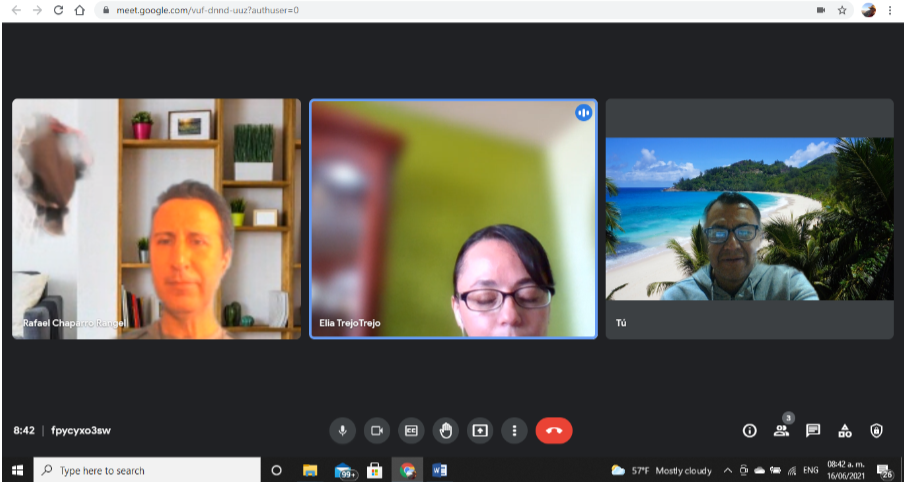 meet.google.com/vuf-dnnd-uuz?authuser=0
Rafael Chaparro Rangel
Elia TrejoTrejo
Tú
3
8:42 | fpycyxo3sw
CC
Type here to search
99+
W
57°F Mostly cloudy
ENG
08:42 a. m.
16/06/2021
26